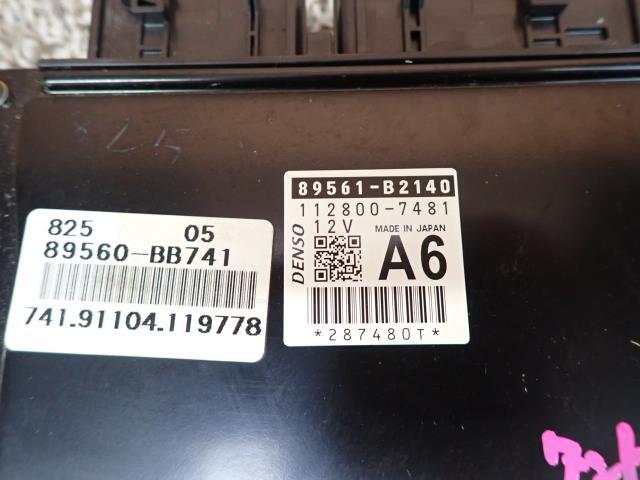 825 05
89560-BB741
741.91104.119778
89561-B2140
112800-7481
12V MADE IN JAPAN
DENSO
A6
*287480T*